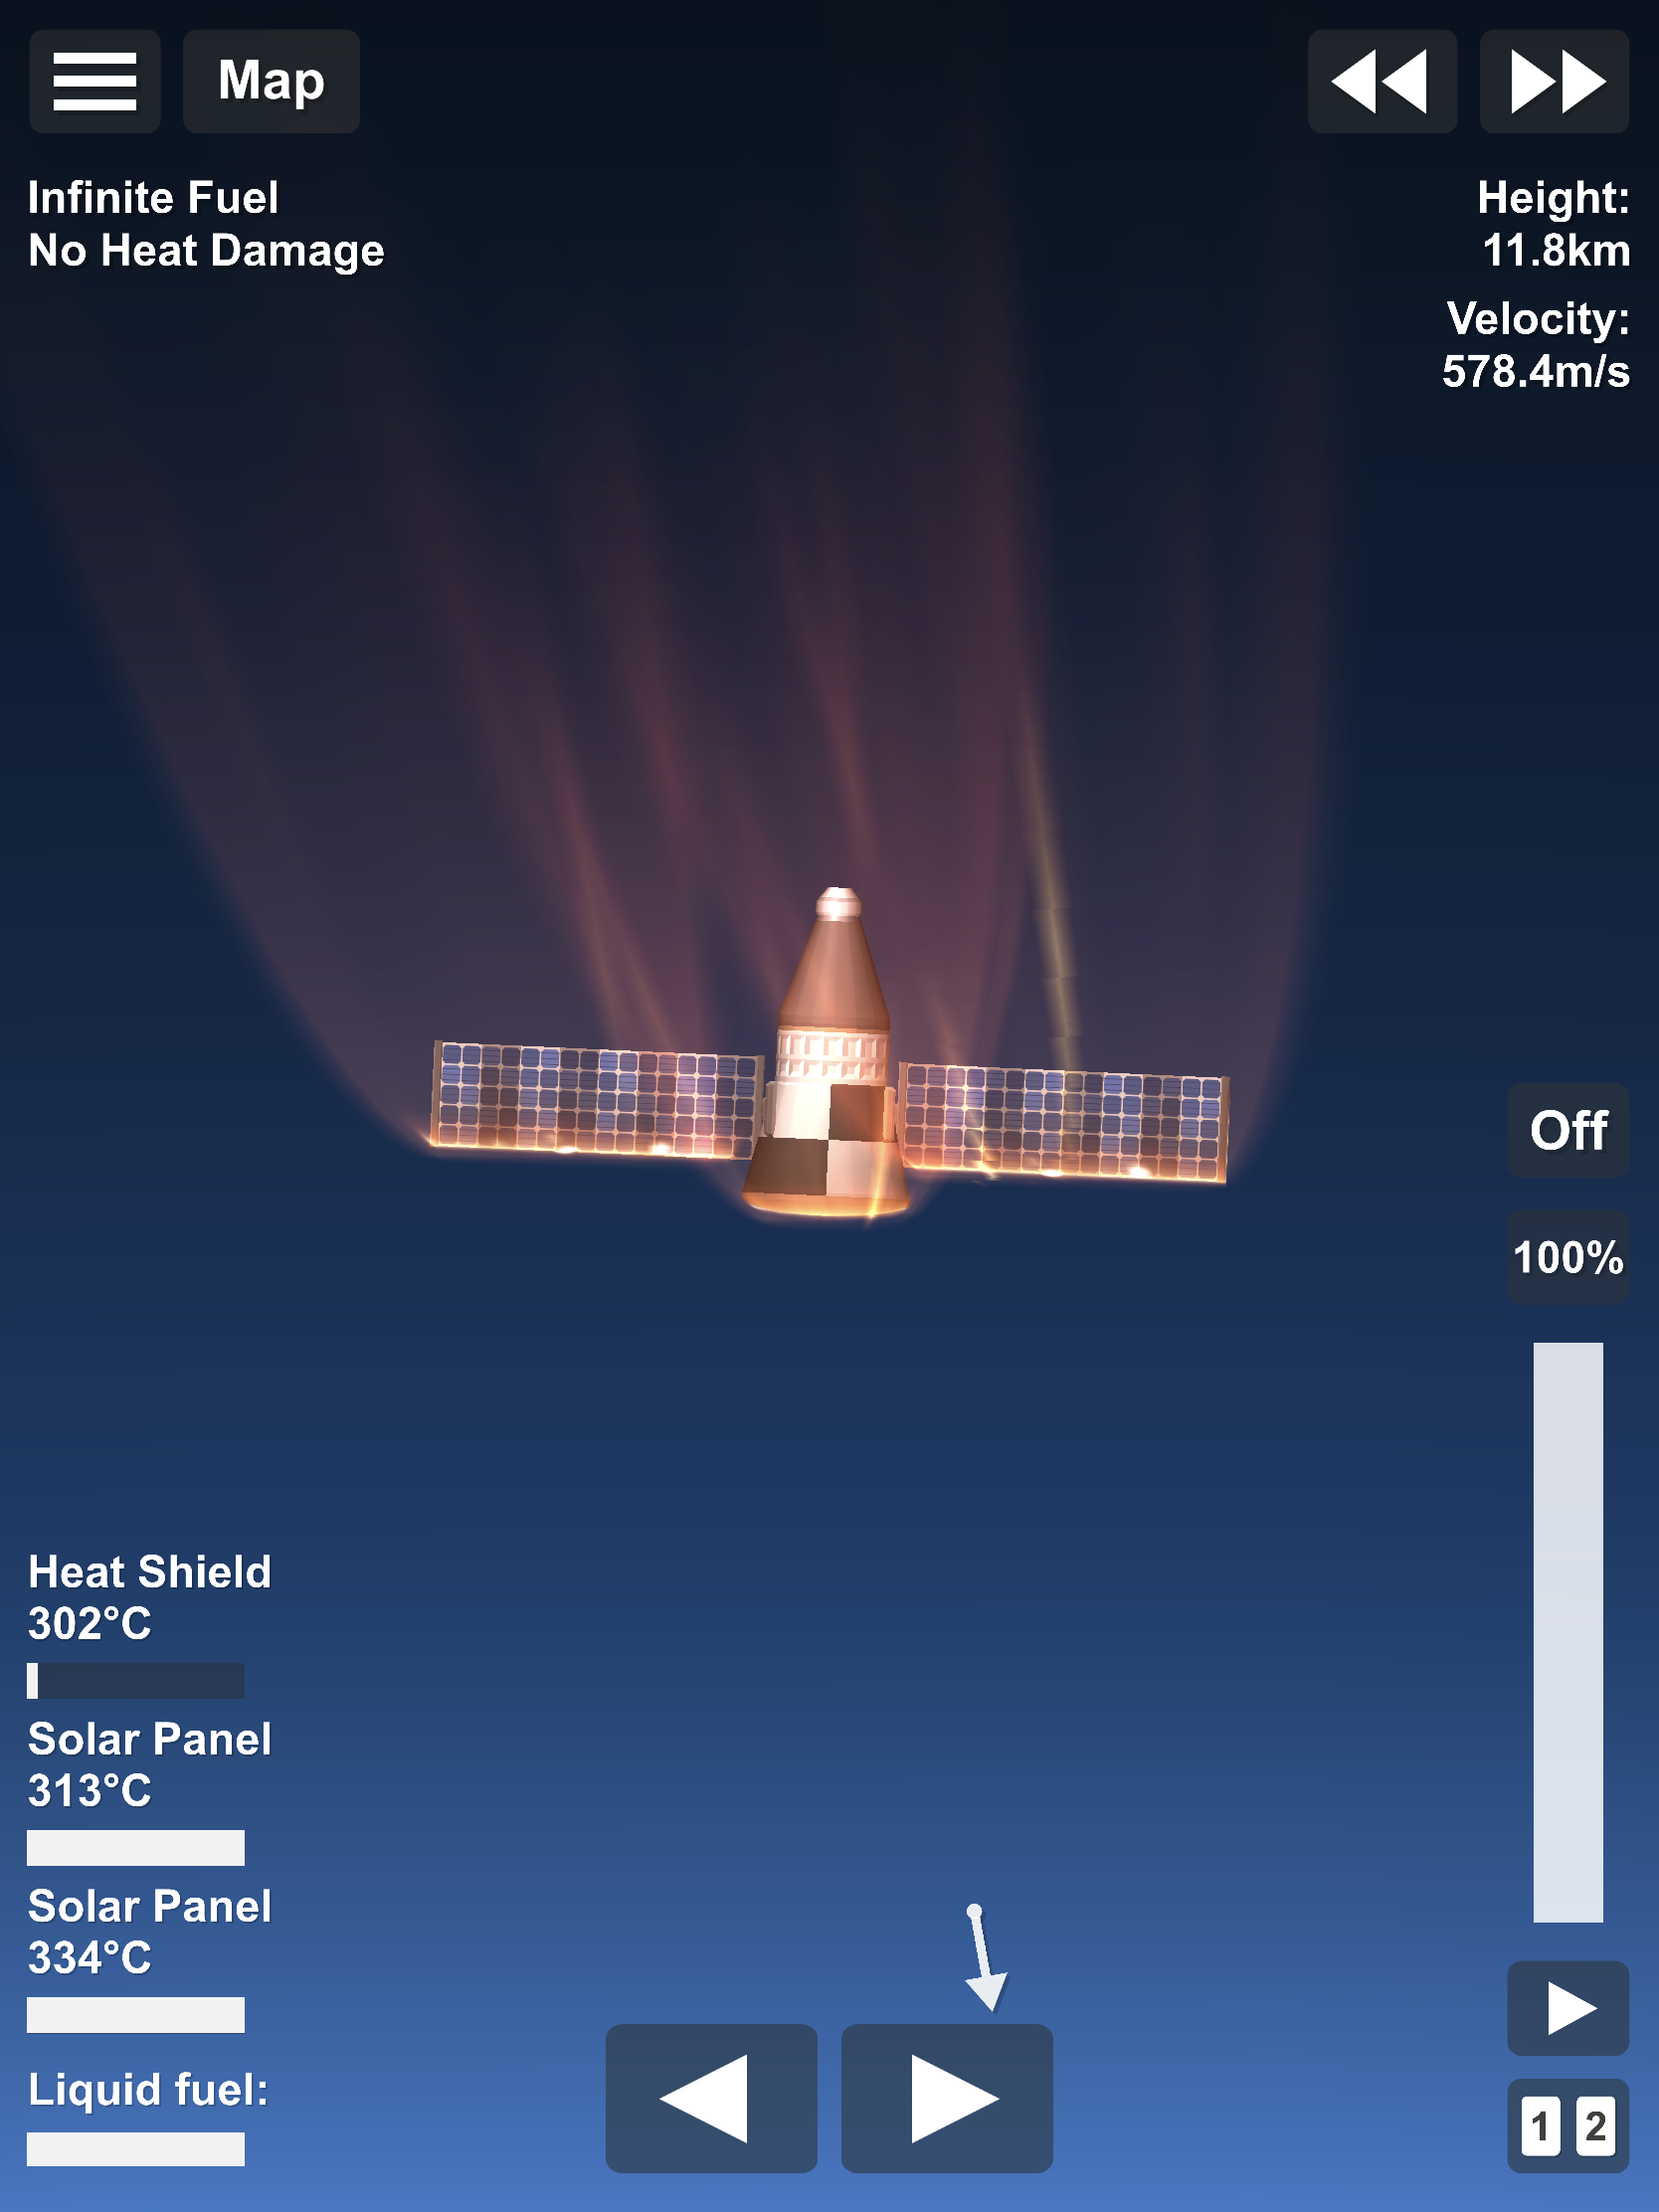 Map
Infinite Fuel
No Heat Damage
Height:
11.8km
Velocity:
578.4m/s
Off
100%
Heat Shield
302°C
Solar Panel
313°C
Solar Panel
334°C
Liquid fuel:
1 2